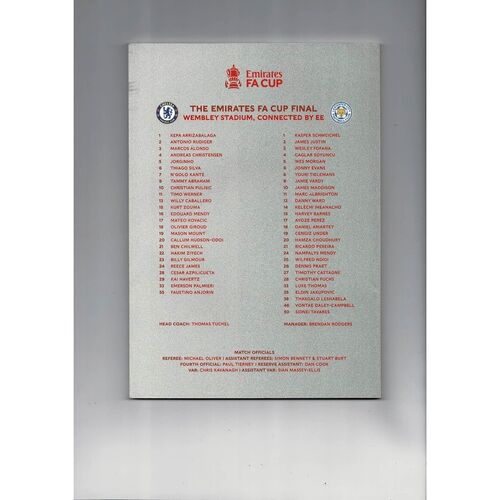 Emirates
FA CUP
THE EMIRATES FA CUP FINAL
WEMBLEY STADIUM, CONNECTED BY EE
1 KEPA ARRIZABALAGA
2 ANTONIO RUDIGER
3 MARCOS ALONSO
4 ANDREAS CHRISTENSEN
5 JORGINHO
6 THIAGO SILVA
7 N'GOLO KANTE
9 TAMMY ABRAHAM
10 CHRISTIAN PULISIC
11 TIMO WERNER
13 WILLY CABALLERO
15 KURT ZOUMA
16 EDOUARD MENDY
17 MATEO KOVACIC
18 OLIVIER GIROUD
19 MASON MOUNT
20 CALLUM HUDSON-ODOI
21 BEN CHILWELL
22 HAKIM ZIYECH
23 BILLY GILMOUR
24 REECE JAMES
28 CESAR AZPILICUETA
29 KAI HAVERTZ
33 EMERSON PALMIERI
55 FAUSTINO ANJORIN
HEAD COACH: THOMAS TUCHEL
1 KASPER SCHMEICHEL
2 JAMES JUSTIN
3 WESLEY FOFANA
4 CAGLAR SOYUNCU
5 WES MORGAN
6 JONNY EVANS
8 YOURI TIELEMANS
9 JAMIE VARDY
10 JAMES MADDISON
11 MARC ALBRIGHTON
12 DANNY WARD
14 KELECHI IHEANACHO
15 HARVEY BARNES
17 AYOZE PEREZ
18 DANIEL AMARTEY
19 CENGIZ UNDER
20 HAMZA CHOUDHURY
21 RICARDO PEREIRA
24 NAMPALYS MENDY
25 WILFRED NDIDI
26 DENNIS PRAET
27 TIMOTHY CASTAGNE
28 CHRISTIAN FUCHS
33 LUKE THOMAS
35 ELDIN JAKUPOVIC
38 THAKGALO LESHABELA
46 VONTAE DALEY-CAMPBELL
50 SIDNEI TAVARES
MANAGER: BRENDAN RODGERS
MATCH OFFICIALS
REFEREE: MICHAEL OLIVER | ASSISTANT REFEREES: SIMON BENNETT & STUART BURT
FOURTH OFFICIAL: PAUL TIERNEY | RESERVE ASSISTANT REFEREE: DAN COOK
VAR: CHRIS KAVANAGH | ASSISTANT VAR: SIAN MASSEY-ELLIS